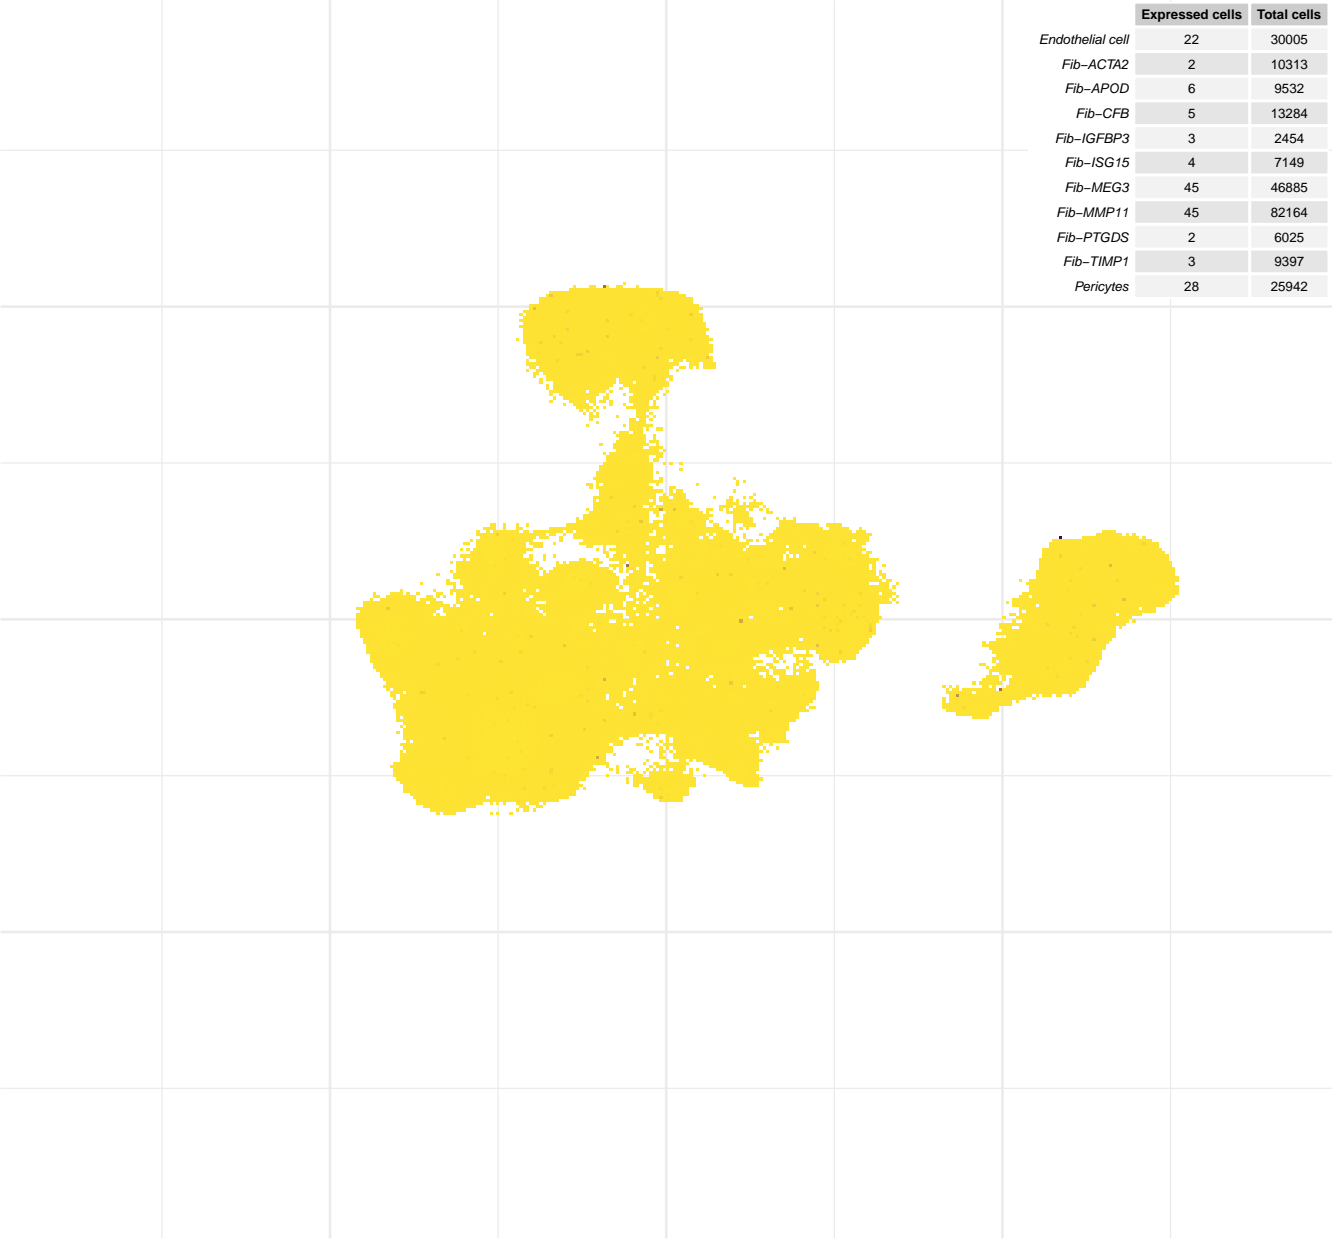 Expressed cells Total cells
Endothelial cell 22 30005
Fib−ACTA2 2 10313
Fib−APOD 6 9532
Fib−CFB 5 13284
Fib−IGFBP3 3 2454
Fib−ISG15 4 7149
Fib−MEG3 45 46885
Fib−MMP11 45 82164
Fib−PTGDS 2 6025
Fib−TIMP1 3 9397
Pericytes 28 25942